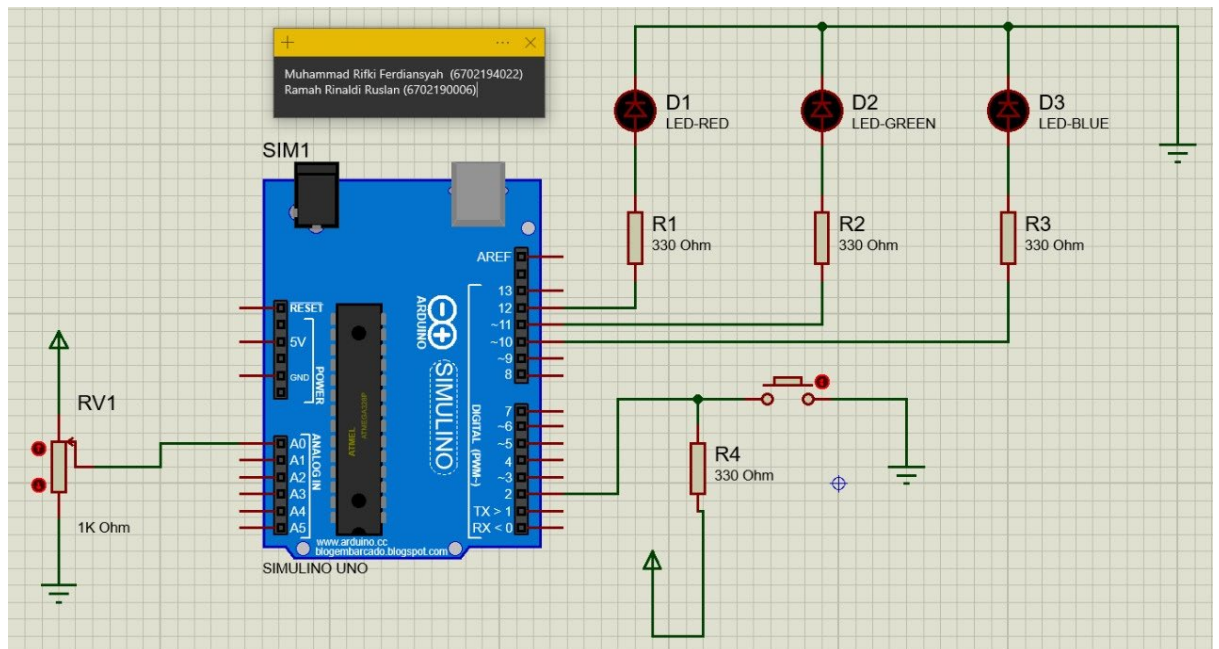 Muhammad Rifki Ferdiansyah (6702194022)
Ramah Rinaldi Ruslan (6702190006)
D1
LED-RED
D2
LED-GREEN
D3
LED-BLUE
SIM1
R1
330 Ohm
R2
330 Ohm
R3
330 Ohm
AREF
13
12
~11
~10
~9
8
RESET
5V
GND
POWER
ARDUINO
SIMULINO
ATMEL
ATMEGA328P
7
~6
~5
4
~3
2
TX > 1
RX < 0
DIGITAL (PWM~)
A0
A1
A2
A3
A4
A5
ANALOG IN
www.arduino.cc
blogembarcado.blogspot.com
SIMULINO UNO
RV1
1K Ohm
R4
330 Ohm